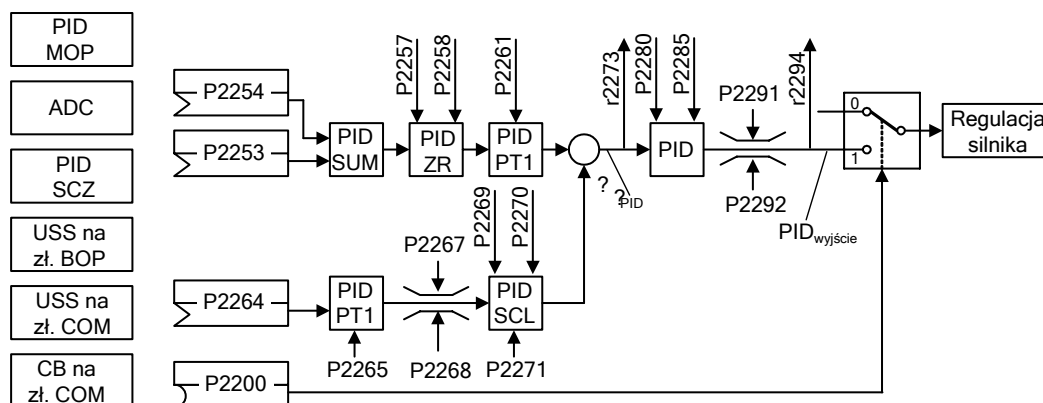 PID
MOP
ADC
PID
SCZ
USS na
zł. BOP
USS na
zł. COM
CB na
zł. COM
P2254
P2253
P2264
P2200
PID
SUM
P2257
P2258
PID
ZR
P2261
PID
PT1
r2273
? ?PID
P2280
P2285
PID
P2291
P2292
r2294
PIDwyjście
0
1
Regulacja
silnika
PID
PT1
P2265
P2267
P2268
P2269
P2270
PID
SCL
P2271